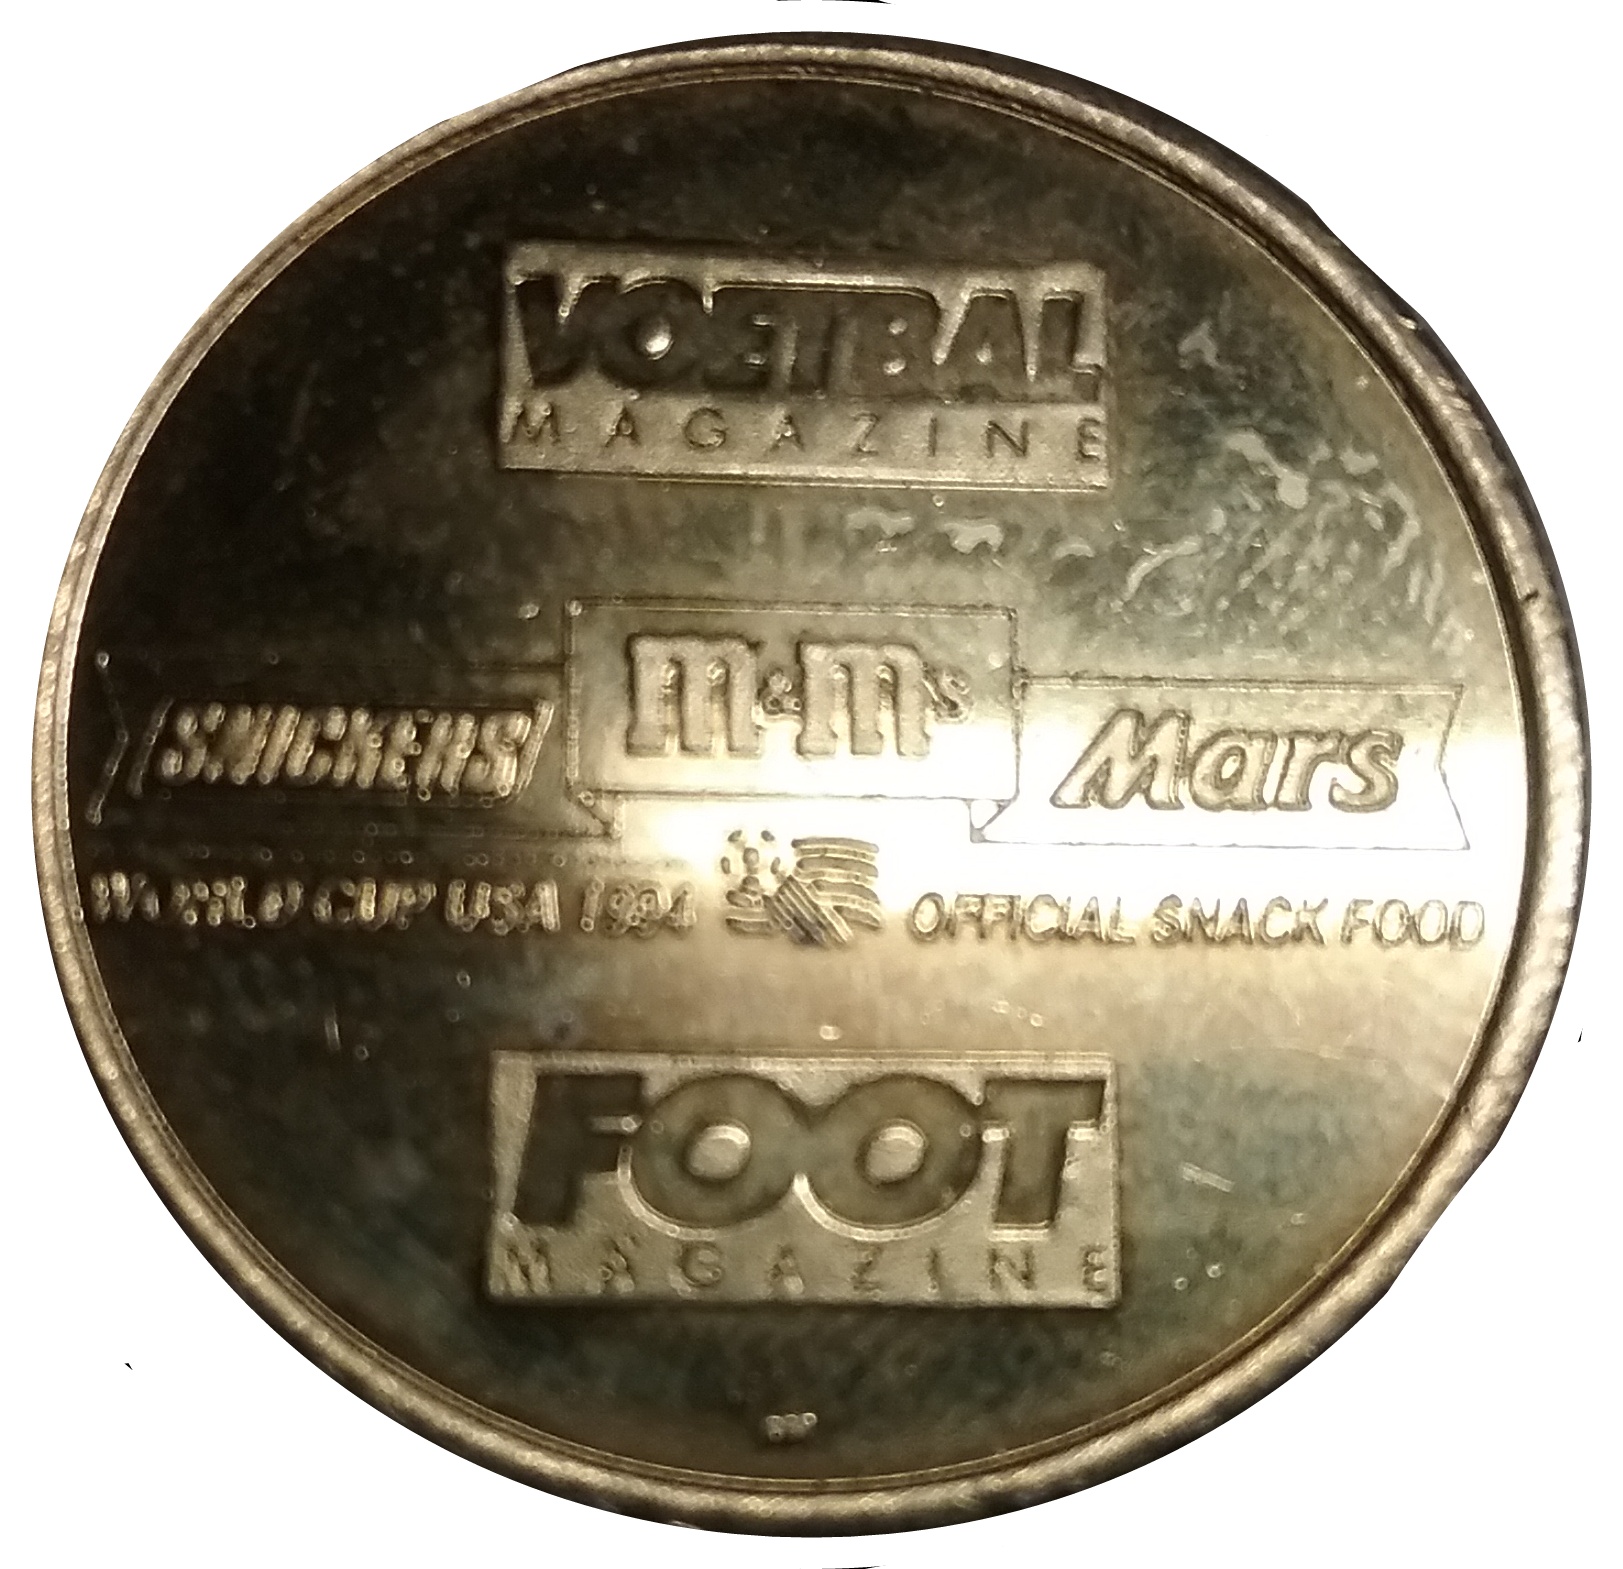 VOETBAL
MAGAZINE
SNICKERS M&M's Mars
WORLD CUP USA 1994 OFFICIAL SNACK FOOD
FOOT
MAGAZINE